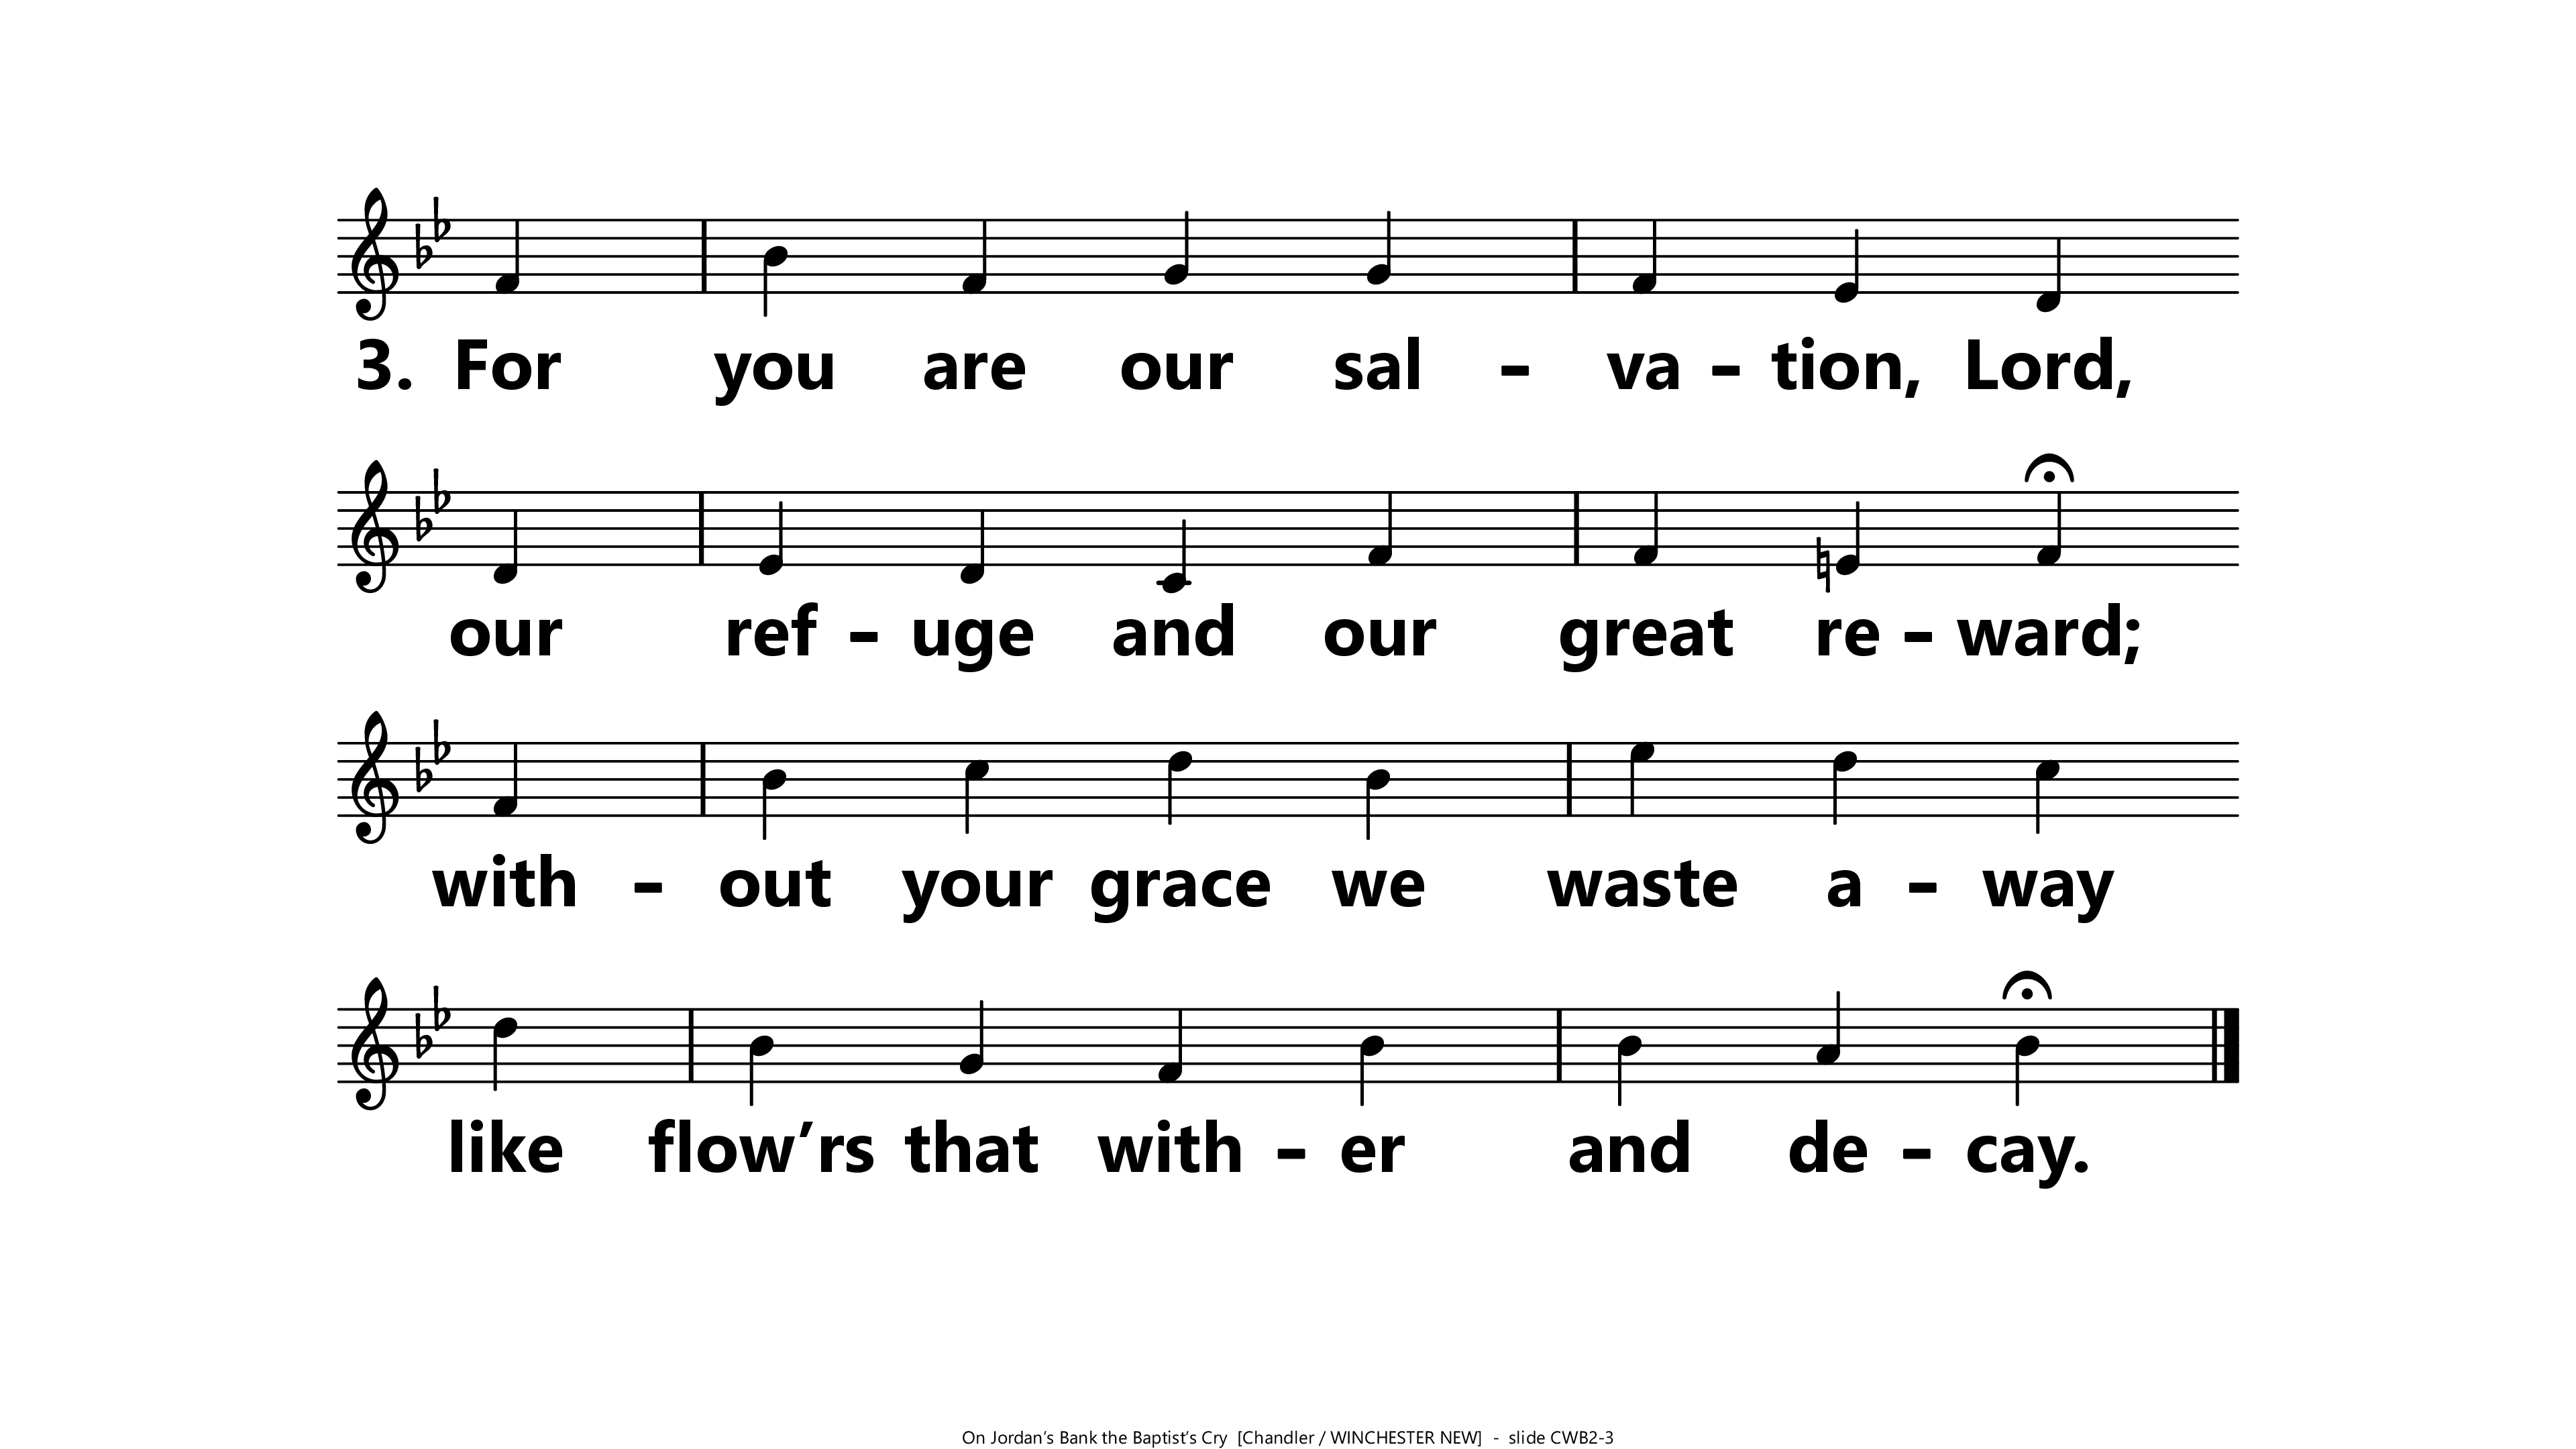 3. For you are our sal - va - tion, Lord,
our ref - uge and our great re - ward;
with - out your grace we waste a - way
like flow’rs that with - er and de - cay.
On Jordan’s Bank the Baptist’s Cry [Chandler / WINCHESTER NEW] - slide CWB2-3